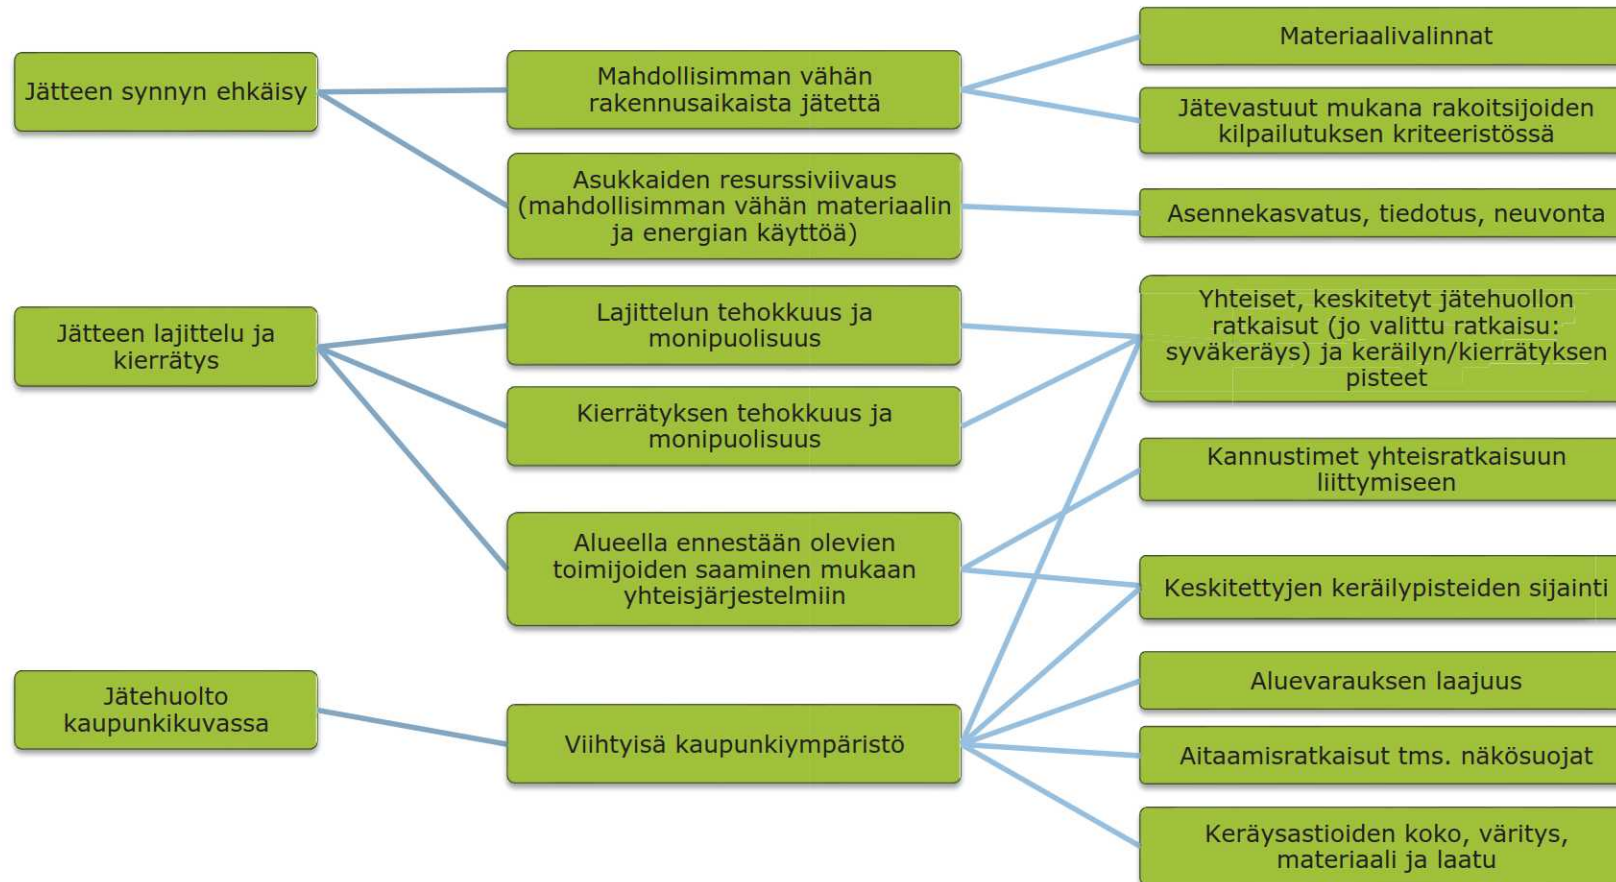 Jätteen synnyn ehkäisy
Jätteen lajittelu ja
kierrätys
Jätehuolto
kaupunkikuvassa
Mahdollisimman vähän
rakennusaikaista jätettä
Asukkaiden resurssiviivaus
(mahdollisimman vähän materiaalin
ja energian käyttöä)
Lajittelun tehokkuus ja
monipuolisuus
Kierrätyksen tehokkuus ja
monipuolisuus
Alueella ennestään olevien
toimijoiden saaminen mukaan
yhteisjärjestelmiin
Viihtyisä kaupunkiympäristö
Materiaalivalinnat
Jätevastuut mukana rakoitsijoiden
kilpailutuksen kriteeristössä
Asennekasvatus, tiedotus, neuvonta
Yhteiset, keskitetyt jätehuollon
ratkaisut (jo valittu ratkaisu:
syväkeräys) ja keräilyn/kierrätyksen
pisteet
Kannustimet yhteisratkaisuun
liittymiseen
Keskitettyjen keräilypisteiden sijainti
Aluevarauksen laajuus
Aitaamisratkaisut tms. näkösuojat
Keräysastioiden koko, väritys,
materiaali ja laatu